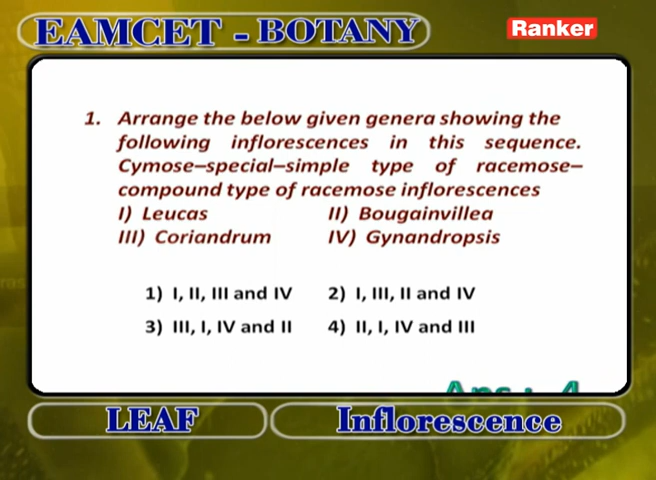 EAMCET - BOTANY
Ranker
1. Arrange the below given genera showing the
following inflorescences in this sequence.
Cymose–special–simple type of racemose–
compound type of racemose inflorescences
I) Leucas II) Bougainvillea
III) Coriandrum IV) Gynandropsis
1) I, II, III and IV 2) I, III, II and IV
3) III, I, IV and II 4) II, I, IV and III
Ans : 4
LEAF Inflorescence